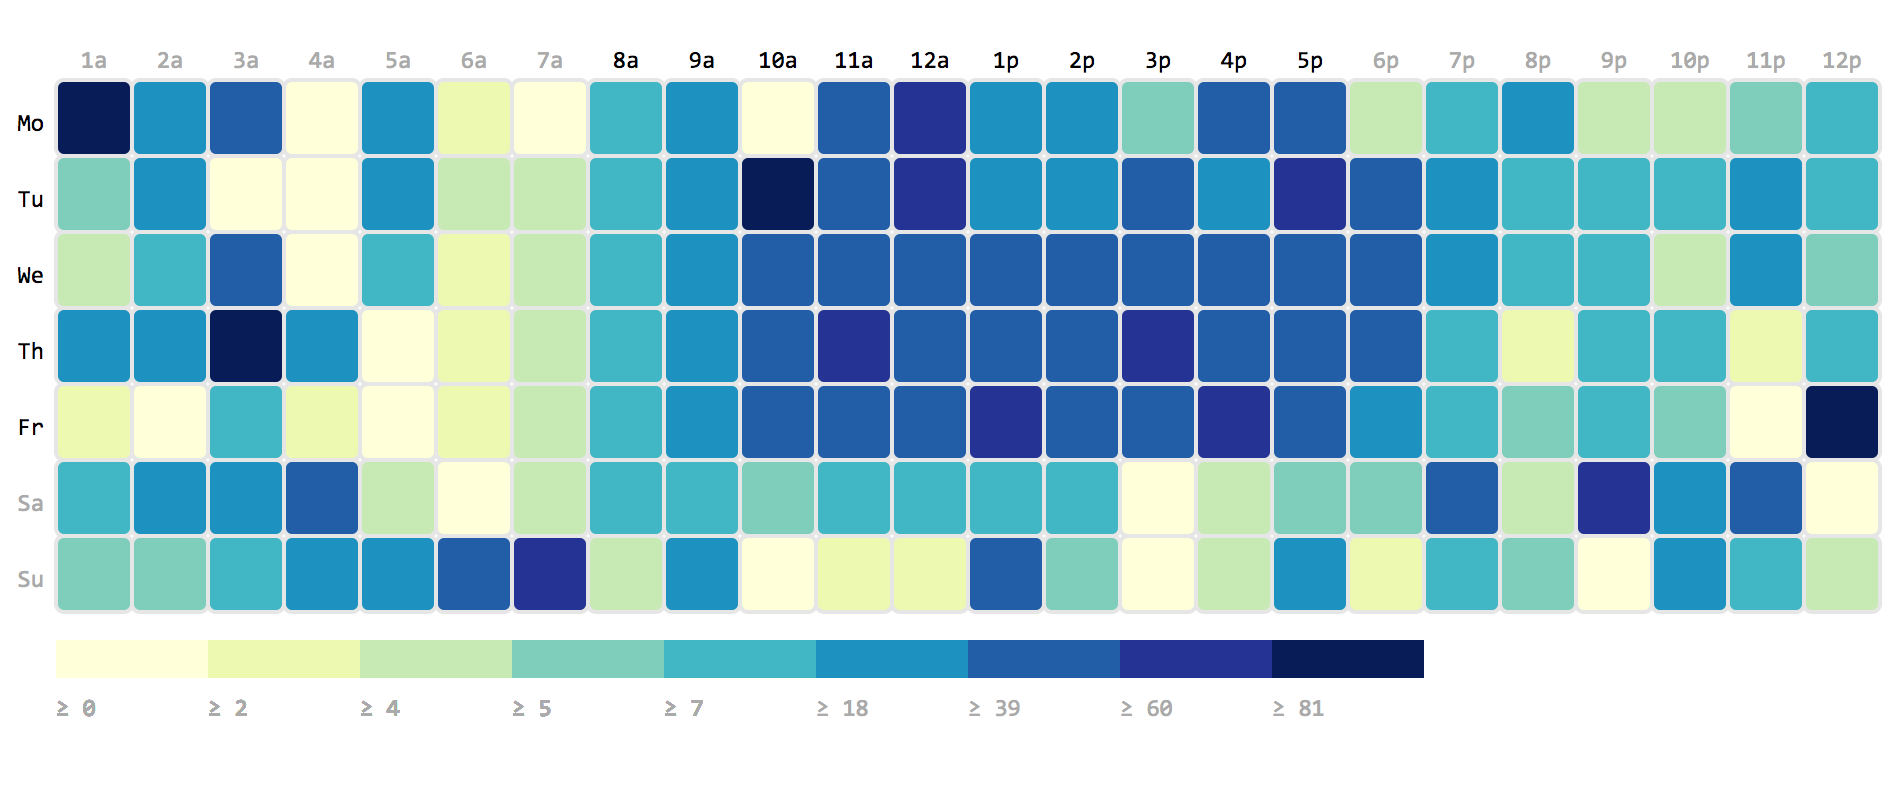 1a 2a 3a 4a 5a 6a 7a 8a 9a 10a 11a 12a 1p 2p 3p 4p 5p 6p 7p 8p 9p 10p 11p 12p
Mo
Tu
We
Th
Fr
Sa
Su
≥ 0 ≥ 2 ≥ 4 ≥ 5 ≥ 7 ≥ 18 ≥ 39 ≥ 60 ≥ 81